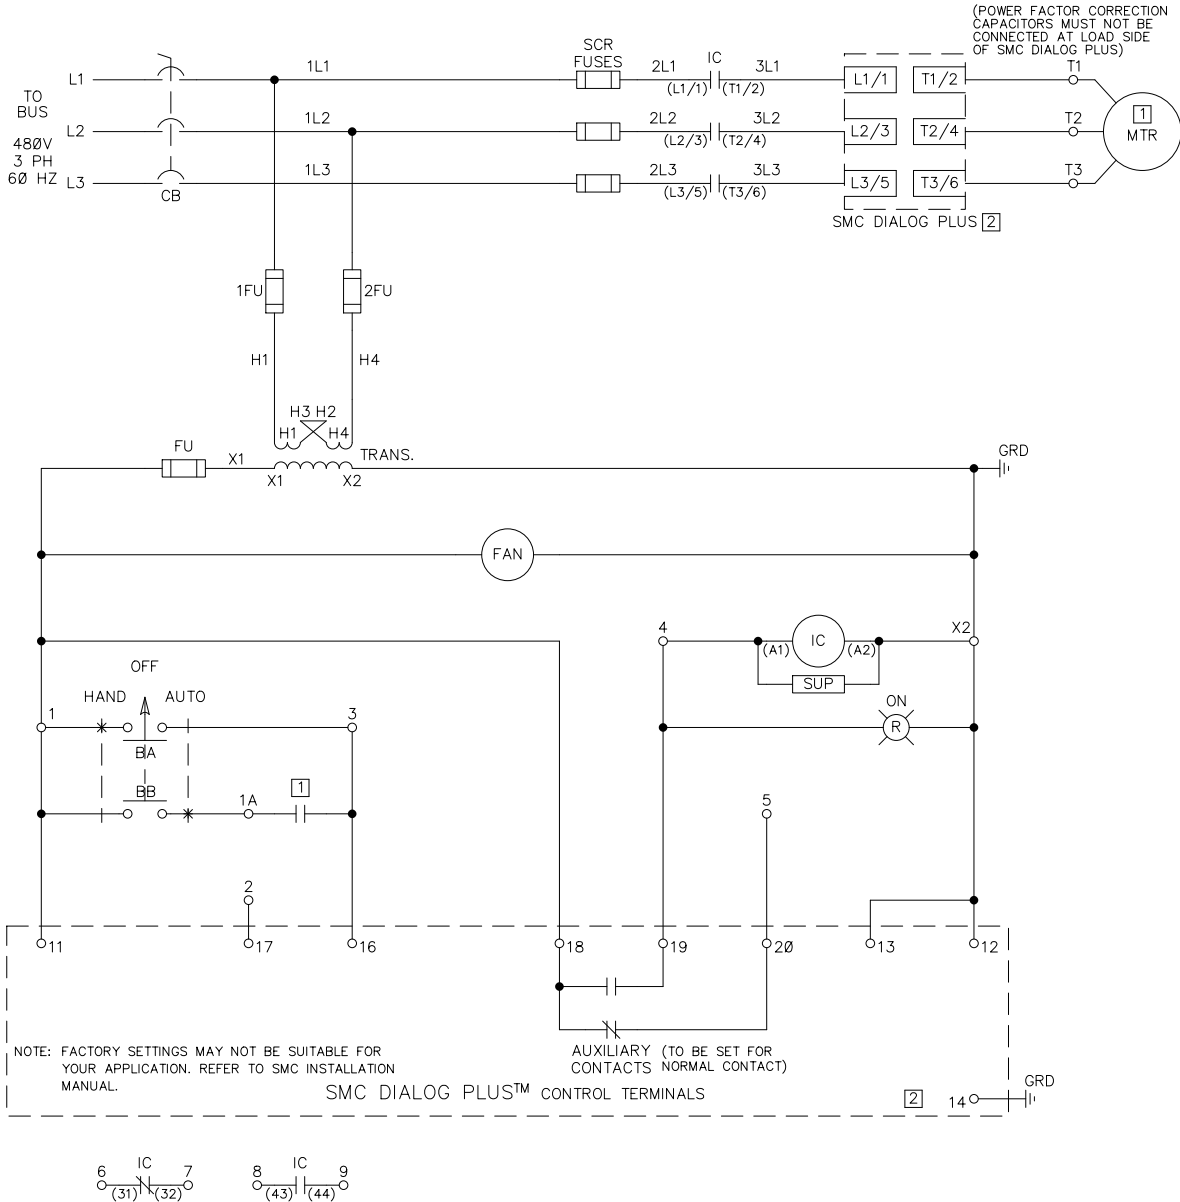 (POWER FACTOR CORRECTION
CAPACITORS MUST NOT BE
CONNECTED AT LOAD SIDE
OF SMC DIALOG PLUS)
SCR
FUSES
L1
1L1
2L1
IC
3L1
(L1/1)
(T1/2)
L1/1
T1/2
T1
TO
BUS
L2
1L2
2L2
3L2
(L2/3)
(T2/4)
L2/3
T2/4
T2
1
MTR
48ØV
3 PH
6Ø HZ
L3
CB
1L3
2L3
3L3
(L3/5)
(T3/6)
L3/5
T3/6
T3
SMC DIALOG PLUS 2
1FU
2FU
H1
H4
H3 H2
H1
H4
TRANS.
FU
X1
X1
X2
GRD
FAN
4
(A1)
IC
(A2)
X2
SUP
OFF
HAND
AUTO
ON
R
1
3
BA
BB
1A
1
5
2
11
17
16
18
19
2Ø
13
12
NOTE: FACTORY SETTINGS MAY NOT BE SUITABLE FOR
YOUR APPLICATION. REFER TO SMC INSTALLATION
MANUAL.
AUXILIARY (TO BE SET FOR
CONTACTS NORMAL CONTACT)
SMC DIALOG PLUS™ CONTROL TERMINALS
2
14
GRD
6
IC
7
(31)
(32)
8
IC
9
(43)
(44)